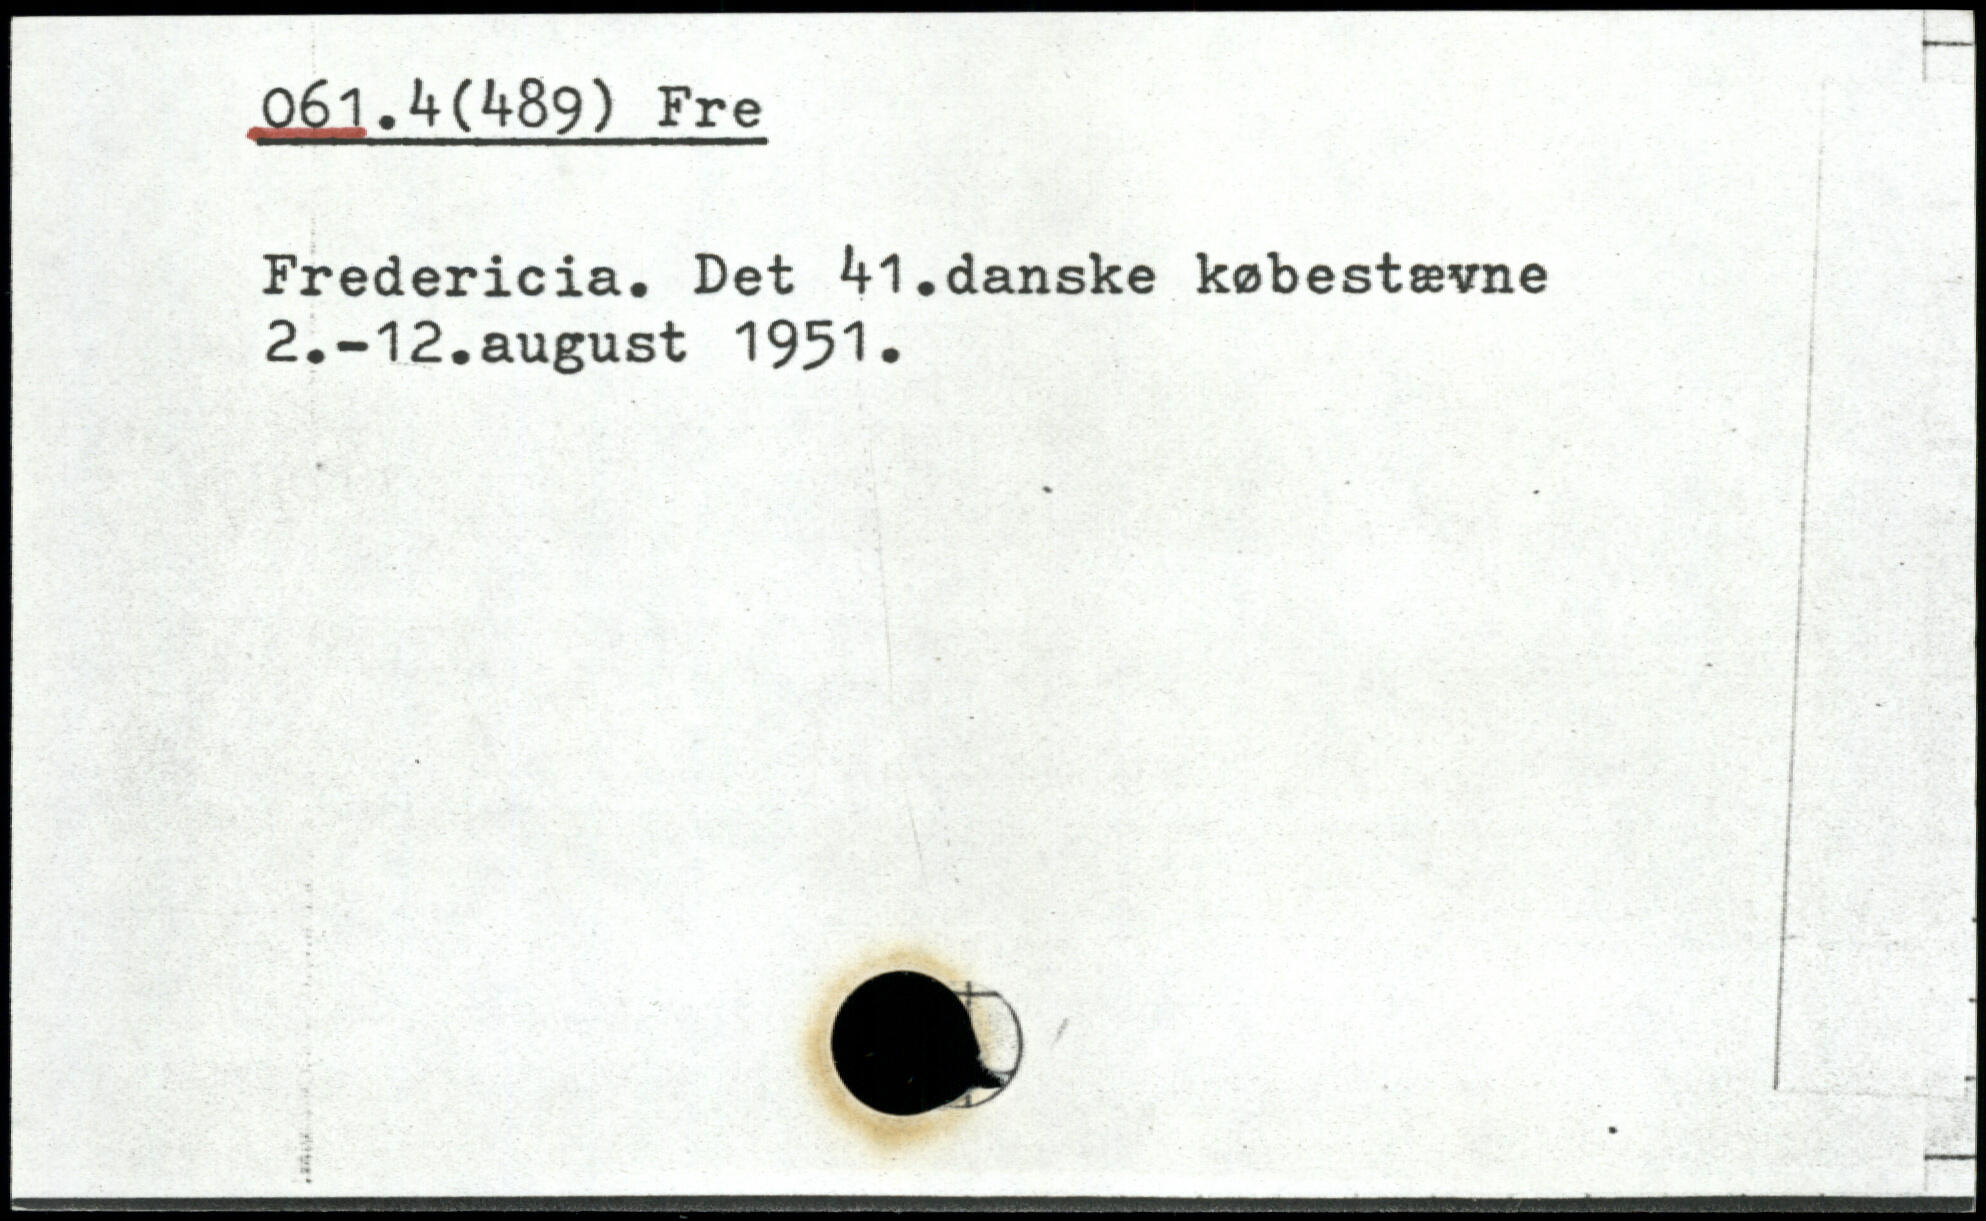 061.4(489) Fre
Fredericia. Det 41.danske købestævne
2.-12.august 1951.